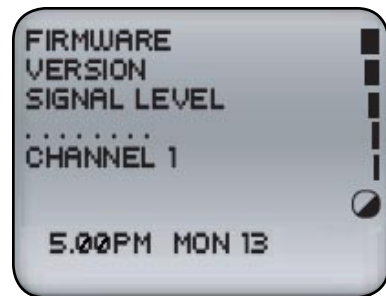 FIRMWARE
VERSION
SIGNAL LEVEL
........
CHANNEL 1
5.00PM MON 13